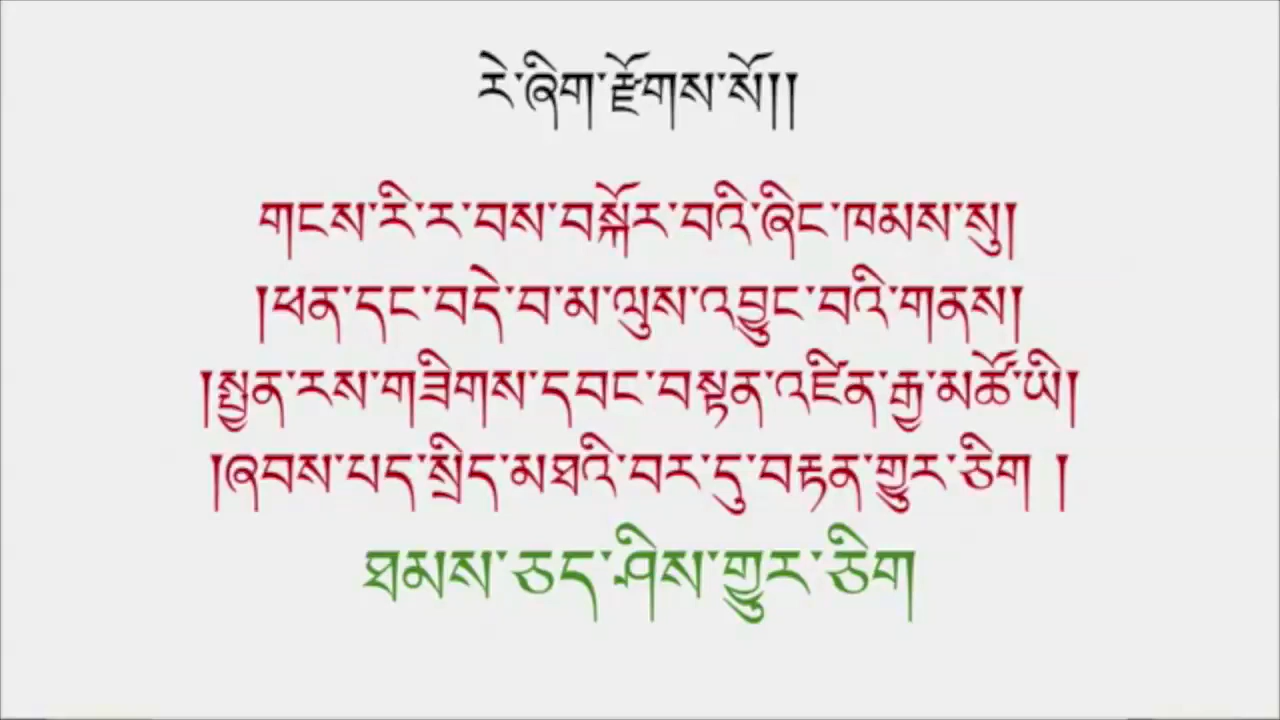 རེ་ཞིག་རྫོགས་སོ།།
གངས་རི་ར་བས་བསྐོར་བའི་ཞིང་ཁམས་སུ།
།ཕན་དང་བདེ་བ་མ་ལུས་འབྱུང་བའི་གནས།
།སྤྱན་རས་གཟིགས་དབང་བསྟན་འཛིན་རྒྱ་མཚོ་ཡི།
།ཞབས་པད་སྲིད་མཐའི་བར་དུ་བརྟན་གྱུར་ཅིག །
ཐམས་ཅད་ཤིས་གྱུར་ཅིག